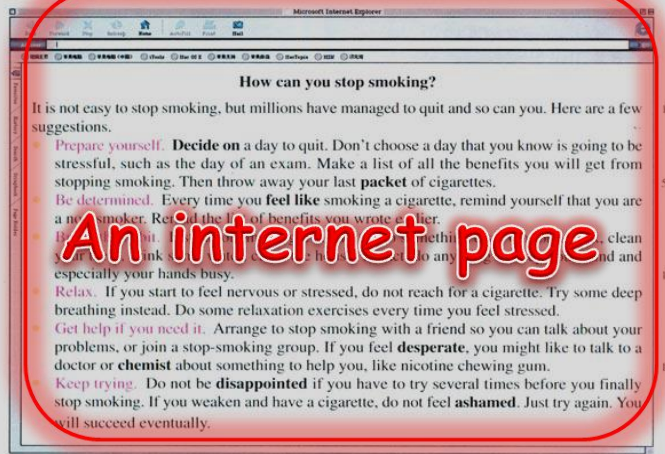 Microsoft Internet Explorer
Forward Stop Refresh Home AutoFill Print Mail
How can you stop smoking?
It is not easy to stop smoking, but millions have managed to quit and so can you. Here are a few
suggestions.
Prepare yourself. Decide on a day to quit. Don't choose a day that you know is going to be
stressful, such as the day of an exam. Make a list of all the benefits you will get from
stopping smoking. Then throw away your last packet of cigarettes.
Be determined. Every time you feel like smoking a cigarette, remind yourself that you are
a smoker. the of benefits you wrote
An internet page
clean
and
especially your hands busy.
Relax. If you start to feel nervous or stressed, do not reach for a cigarette. Try some deep
breathing instead. Do some relaxation exercises every time you feel stressed.
Get help if you need it. Arrange to stop smoking with a friend so you can talk about your
problems, or join a stop-smoking group. If you feel desperate, you might like to talk to a
doctor or chemist about something to help you, like nicotine chewing gum.
Keep trying. Do not be disappointed if you have to try several times before you finally
stop smoking. If you weaken and have a cigarette, do not feel ashamed. Just try again. You
will succeed eventually.